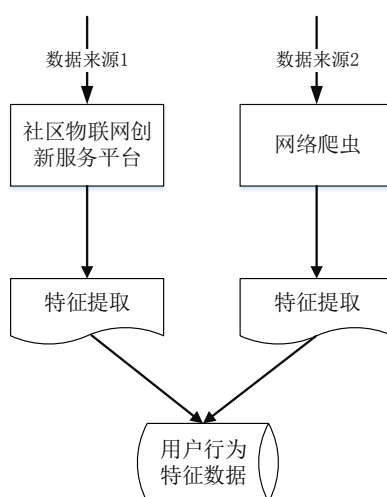 数据来源1
数据来源2
社区物联网创
新服务平台
网络爬虫
特征提取
特征提取
用户行为
特征数据